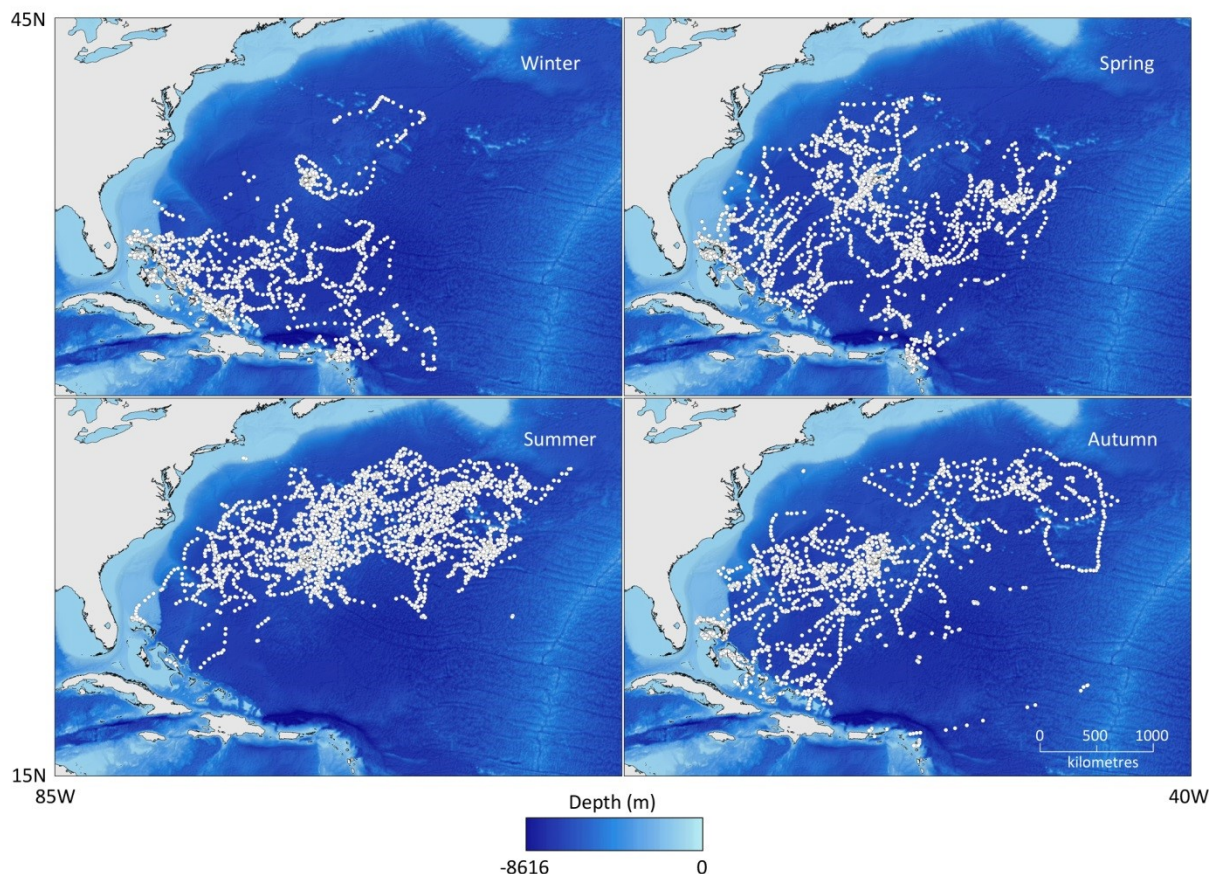 45N
Winter
Spring
Summer
Autumn
0 500 1000
kilometres
15N
85W
40W
Depth (m)
-8616 0